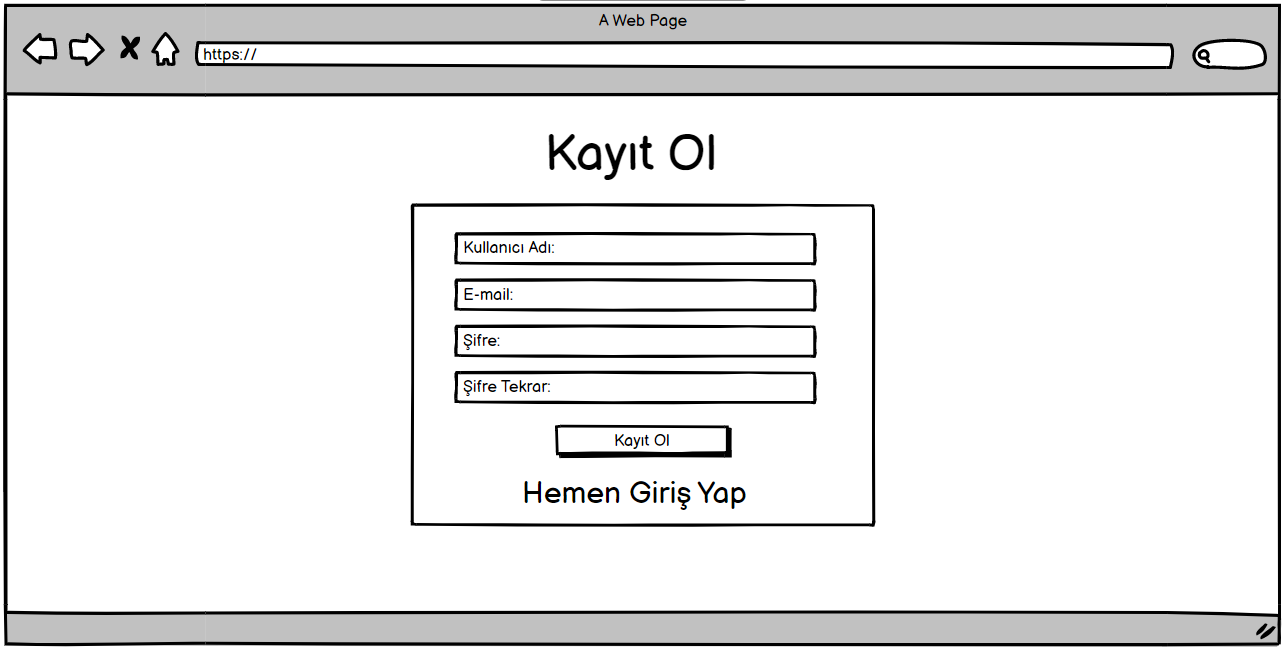 A Web Page
https://
Kayıt Ol
Kullanıcı Adı:
E-mail:
Şifre:
Şifre Tekrar:
Kayıt Ol
Hemen Giriş Yap